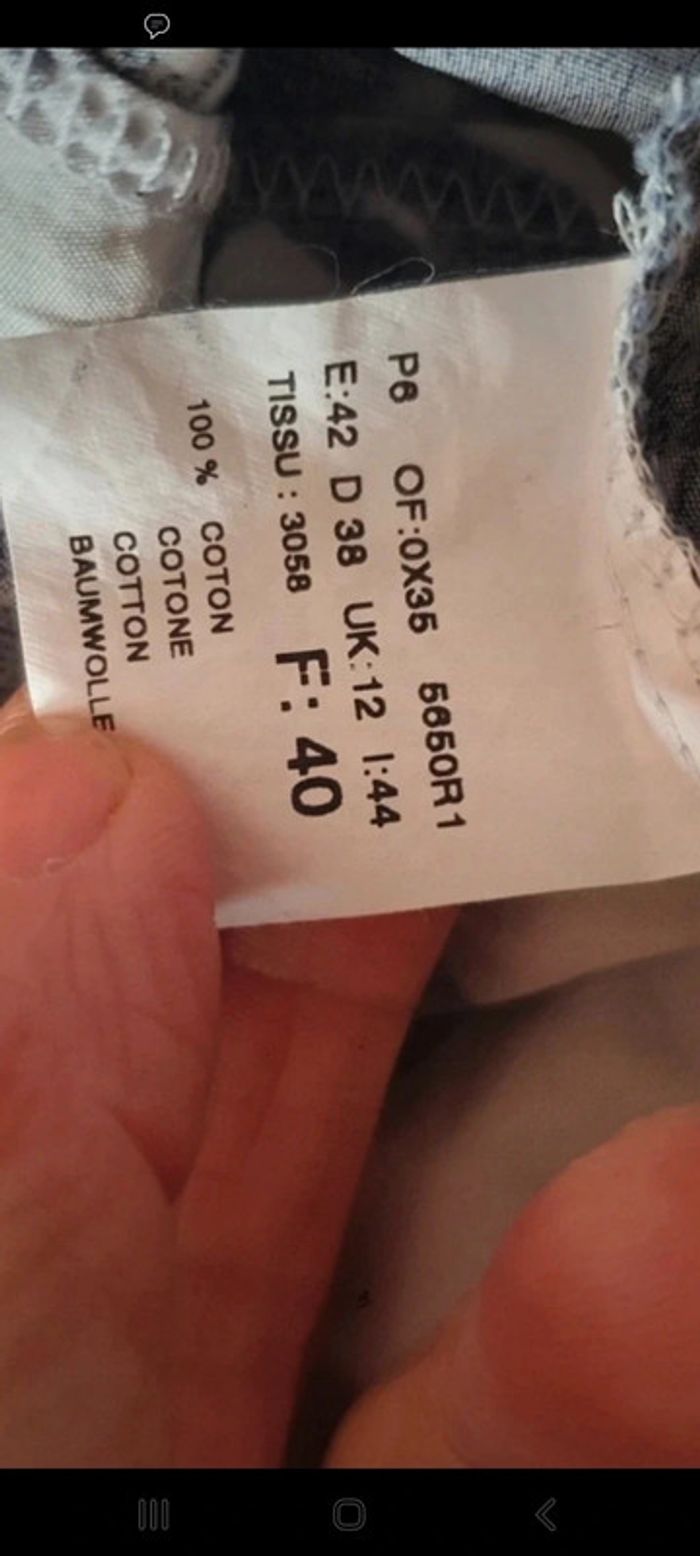 P6 OF:0X35 5650R1
E:42 D 38 UK:12 I:44
TISSU : 3058 F: 40
100 % COTON
COTONE
COTTON
BAUMWOLLE